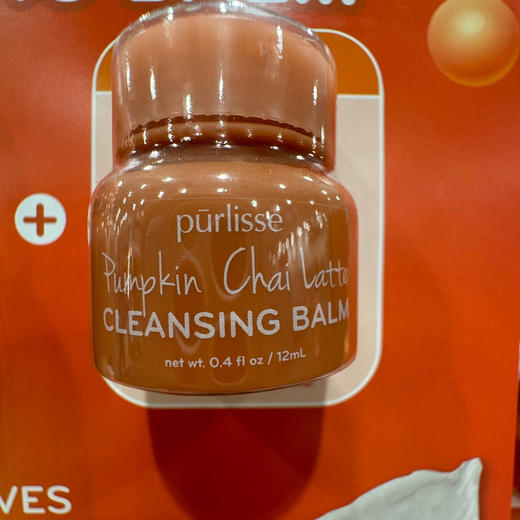 pūrlisse
Pumpkin Chai Latte
CLEANSING BALM
net wt. 0.4 fl oz / 12mL
+
VES